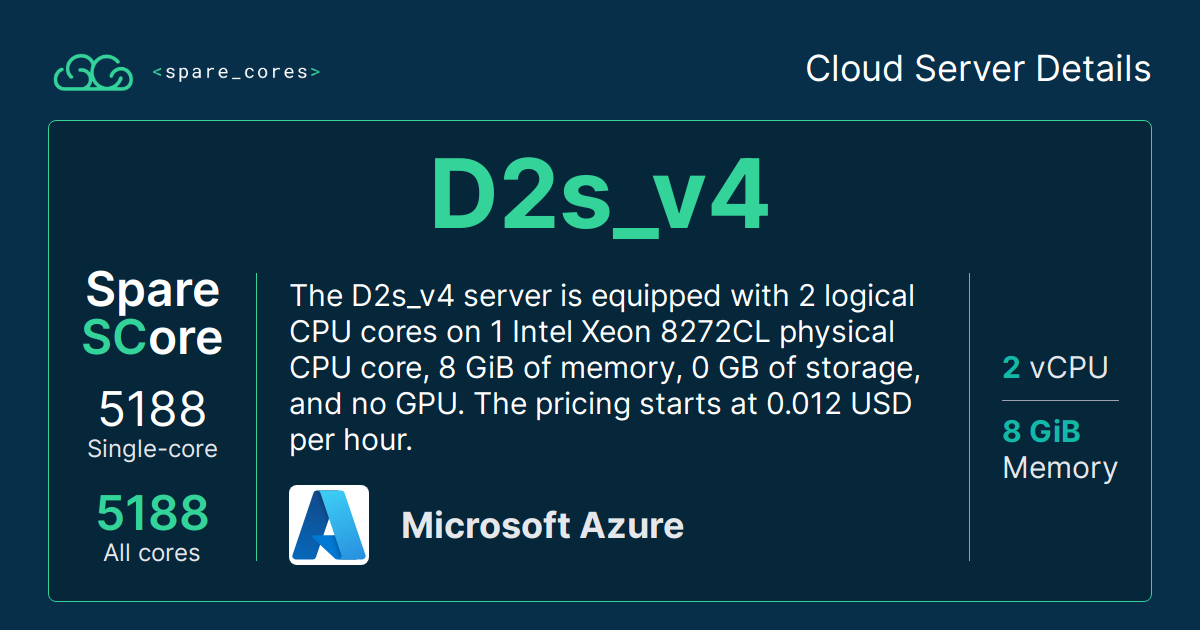 <spare_cores>
Cloud Server Details
D2s_v4
Spare
SCore
5188
Single-core
5188
All cores
The D2s_v4 server is equipped with 2 logical
CPU cores on 1 Intel Xeon 8272CL physical
CPU core, 8 GiB of memory, 0 GB of storage,
and no GPU. The pricing starts at 0.012 USD
per hour.
Microsoft Azure
2 vCPU
8 GiB
Memory